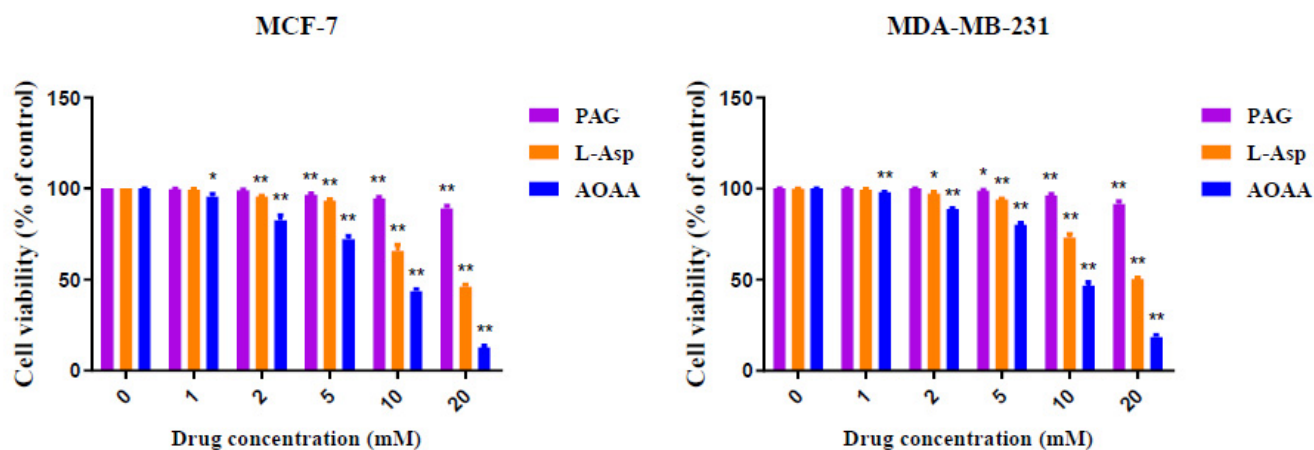 MCF-7
Cell viability (% of control)
150
100
50
0
* ** ** ** ** ** ** ** ** ** ** ** **
0 1 2 5 10 20
Drug concentration (mM)
PAG
L-Asp
AOAA
MDA-MB-231
Cell viability (% of control)
150
100
50
0
** * ** * ** ** ** ** ** ** ** **
0 1 2 5 10 20
Drug concentration (mM)
PAG
L-Asp
AOAA